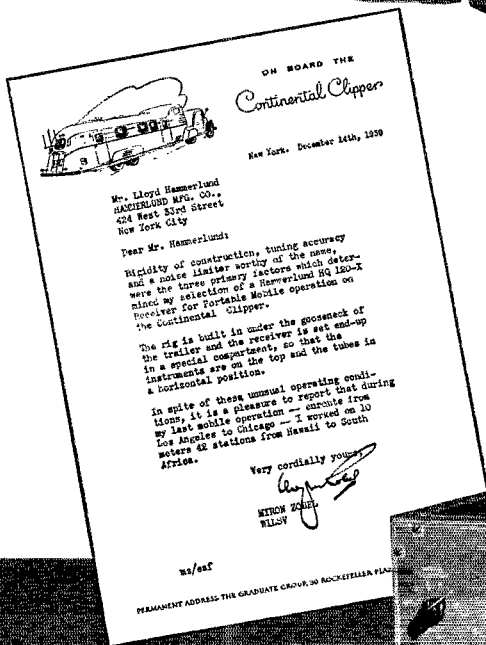 ON BOARD THE
Continental Clipper
New York. December 14th, 1939
Mr. Lloyd Hammerlund
HAMMERLUND MFG. CO.,
424 West 33rd Street
New York City
Dear Mr. Hammerlund:
Rigidity of construction, tuning accuracy
and a noise limiter worthy of the name,
were the three primary factors which deter-
mined my selection of a Hammerlund HQ 120-X
Receiver for Portable Mobile operation on
the Continental Clipper.
The rig is built in under the gooseneck of
the trailer and the receiver is set end-up
in a special compartment, so that the
instruments are on the top and the tubes in
a horizontal position.
In spite of these unusual operating condi-
tions, it is a pleasure to report that during
my last mobile operation — enroute from
Los Angeles to Chicago — I worked on 10
meters 42 stations from Hawaii to South
Africa.
Very cordially yours,
MYRON ZOBEL
mz/esf
PERMANENT ADDRESS: THE GRADUATE GROUP, 30 ROCKEFELLER